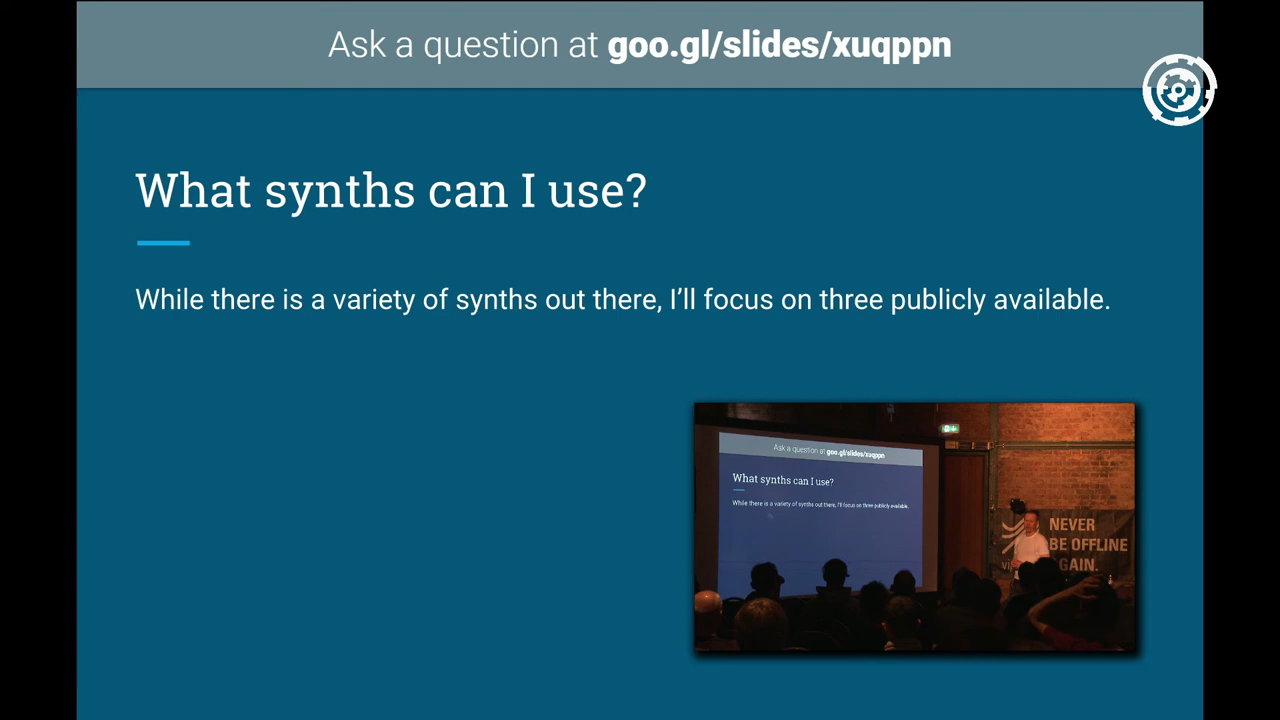 Ask a question at goo.gl/slides/xuqppn
What synths can I use?
While there is a variety of synths out there, I’ll focus on three publicly available.
Ask a question at goo.gl/slides/xuqppn
What synths can I use?
While there is a variety of synths out there, I'll focus on three publicly available.
NEVER
BE OFFLINE
AGAIN.